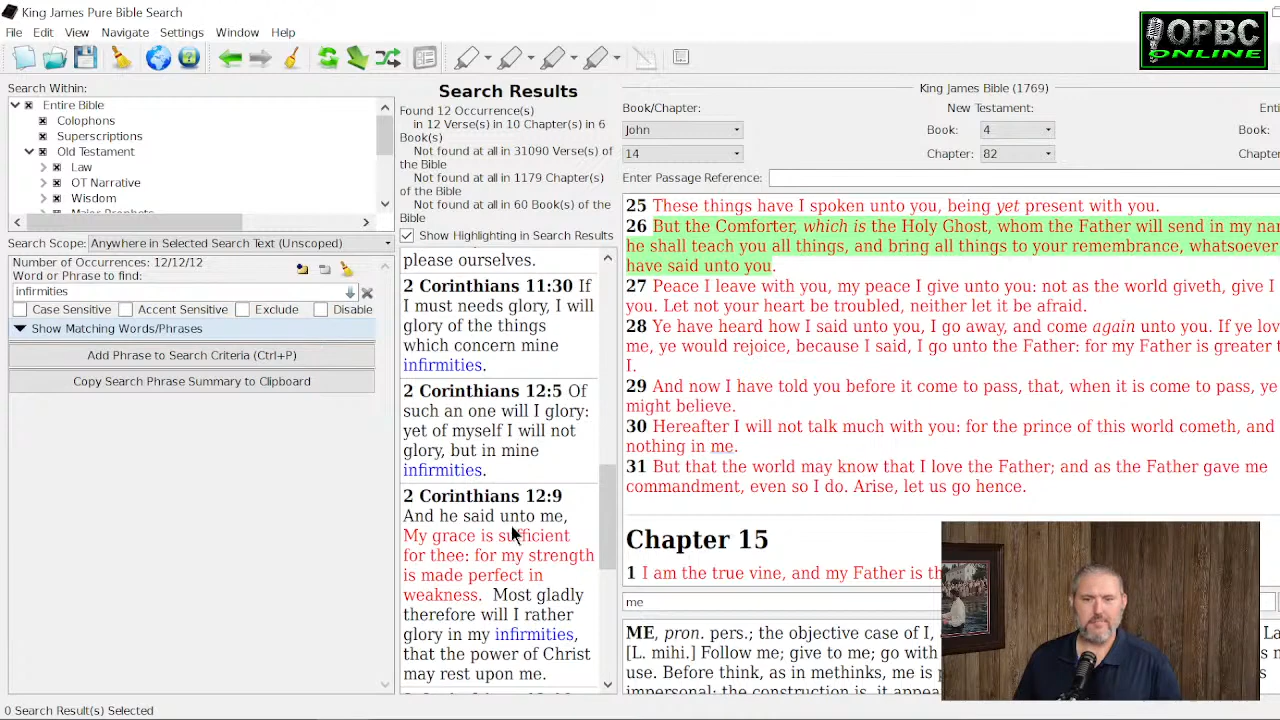 King James Pure Bible Search
File Edit View Navigate Settings Window Help
OPBC
ONLINE
Search Within:
Entire Bible
Colophons
Superscriptions
Old Testament
Law
OT Narrative
Wisdom
Search Scope: Anywhere in Selected Search Text (Unscoped)
Number of Occurrences: 12/12/12
Word or Phrase to find:
infirmities
Case Sensitive Accent Sensitive Exclude Disable
Show Matching Words/Phrases
Add Phrase to Search Criteria (Ctrl+P)
Copy Search Phrase Summary to Clipboard
Search Results
Found 12 Occurrence(s)
in 12 Verse(s) in 10 Chapter(s) in 6
Book(s)
Not found at all in 31090 Verse(s) of
the Bible
Not found at all in 1179 Chapter(s)
of the Bible
Not found at all in 60 Book(s) of the
Bible
Show Highlighting in Search Results
please ourselves.
2 Corinthians 11:30 If
I must needs glory, I will
glory of the things
which concern mine
infirmities.
2 Corinthians 12:5 Of
such an one will I glory:
yet of myself I will not
glory, but in mine
infirmities.
2 Corinthians 12:9
And he said unto me,
My grace is sufficient
for thee: for my strength
is made perfect in
weakness. Most gladly
therefore will I rather
glory in my infirmities,
that the power of Christ
may rest upon me.
King James Bible (1769)
Book/Chapter:
New Testament:
John
Book: 4
Book:
14
Chapter: 82
Enter Passage Reference:
25 These things have I spoken unto you, being yet present with you.
26 But the Comforter, which is the Holy Ghost, whom the Father will send in my
he shall teach you all things, and bring all things to your remembrance, whatsoever
have said unto you.
27 Peace I leave with you, my peace I give unto you: not as the world giveth, give I
you. Let not your heart be troubled, neither let it be afraid.
28 Ye have heard how I said unto you, I go away, and come again unto you. If ye
me, ye would rejoice, because I said, I go unto the Father: for my Father is greater
I.
29 And now I have told you before it come to pass, that, when it is come to pass, ye
might believe.
30 Hereafter I will not talk much with you: for the prince of this world cometh, and
nothing in me.
31 But that the world may know that I love the Father; and as the Father gave me
commandment, even so I do. Arise, let us go hence.
Chapter 15
1 I am the true vine, and my Father is
me
ME, pron. pers.; the objective case of I,
[L. mihi.] Follow me; give to me; go with
use. Before think, as in methinks, me is
impersonal; the construction is, it
0 Search Result(s) Selected